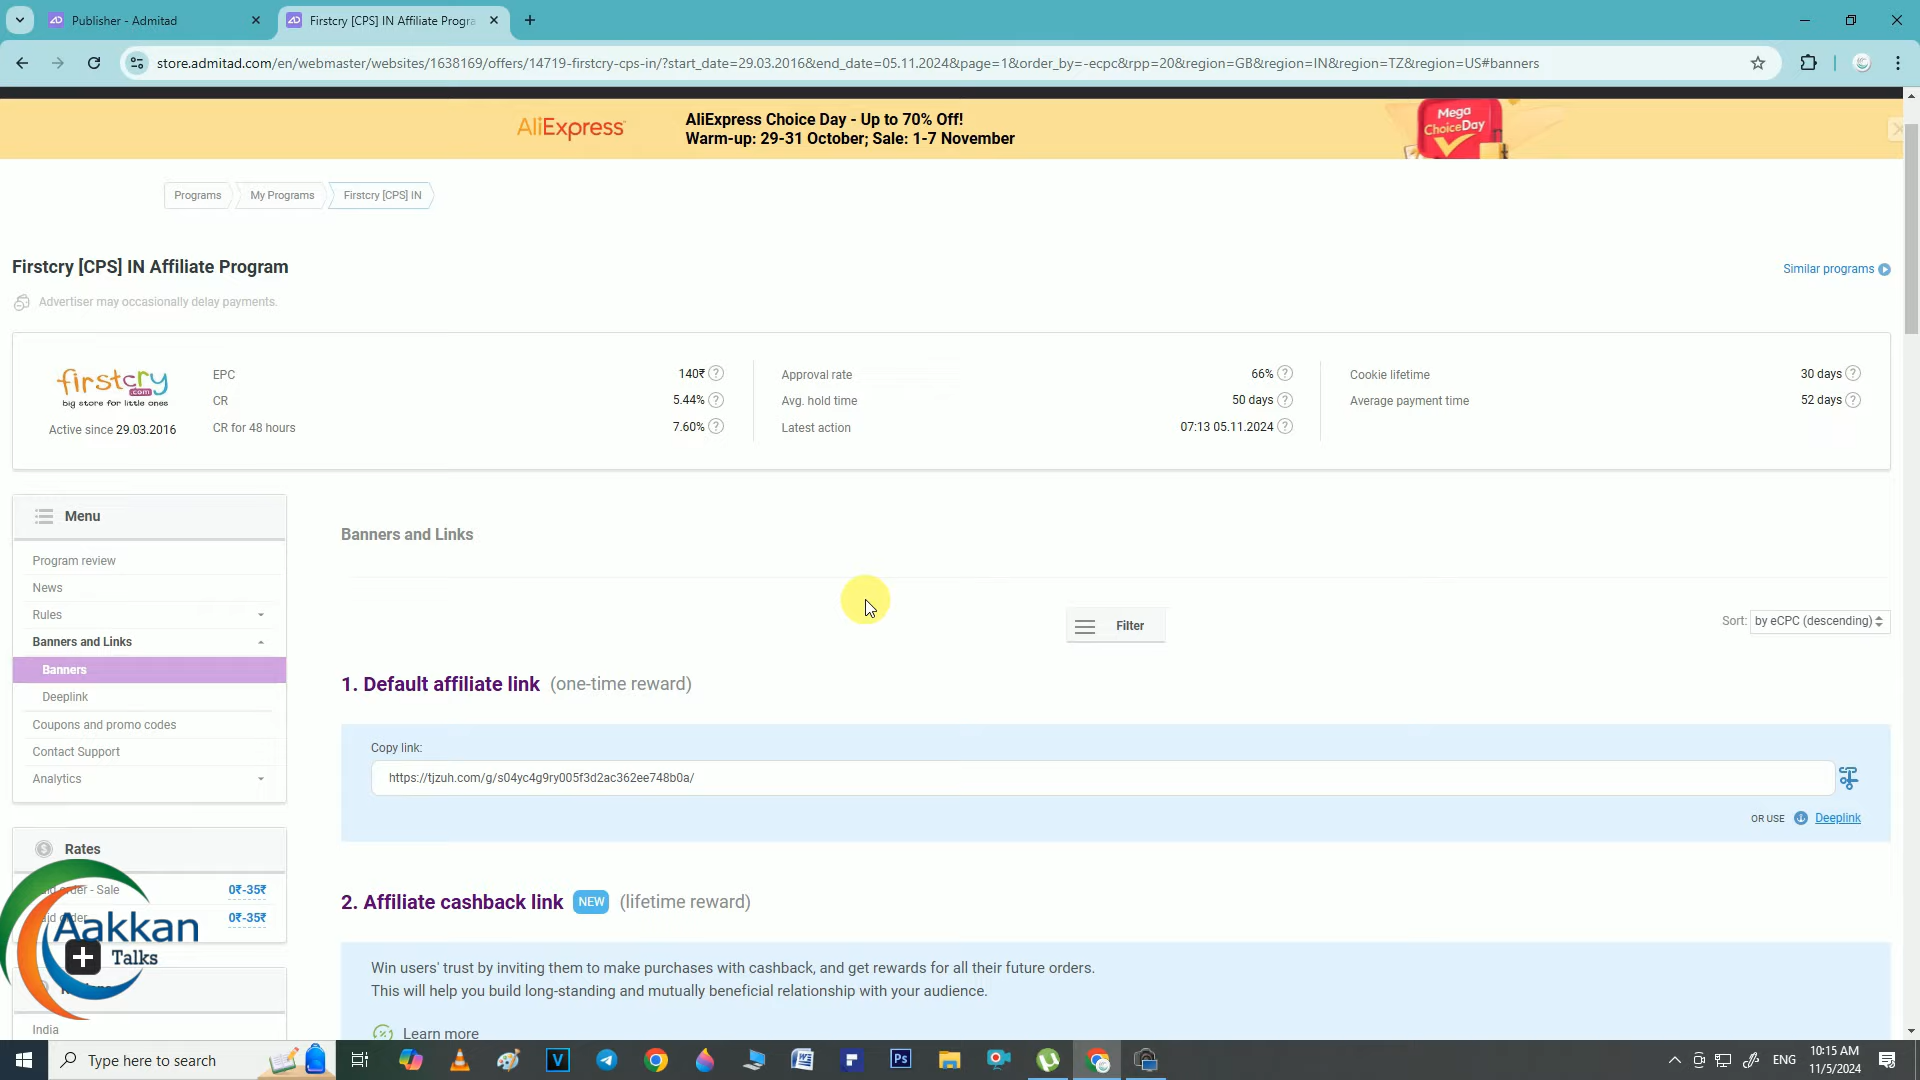 Publisher - Admitad
Firstcry [CPS] IN Affiliate Progra
store.admitad.com/en/webmaster/websites/1638169/offers/14719-firstcry-cps-in/?start_date=29.03.2016&end_date=05.11.2024&page=1&order_by=-ecpc&rpp=20&region=GB&region=IN&region=TZ&region=US#banners
AliExpress
AliExpress Choice Day - Up to 70% Off!
Warm-up: 29-31 October; Sale: 1-7 November
Mega
ChoiceDay
Programs
My Programs
Firstcry [CPS] IN
Firstcry [CPS] IN Affiliate Program
Similar programs
Advertiser may occasionally delay payments.
firstcry
.com
big store for little ones
Active since 29.03.2016
EPC 140₹
CR 5.44%
CR for 48 hours 7.60%
Approval rate 66%
Avg. hold time 50 days
Latest action 07:13 05.11.2024
Cookie lifetime 30 days
Average payment time 52 days
Menu
Program review
News
Rules
Banners and Links
Banners
Deeplink
Coupons and promo codes
Contact Support
Analytics
Rates
order - Sale 0₹-35₹
order 0₹-35₹
India
Banners and Links
Filter
Sort: by eCPC (descending)
1. Default affiliate link (one-time reward)
Copy link:
https://tjzuh.com/g/s04yc4g9ry005f3d2ac362ee748b0a/
OR USE Deeplink
2. Affiliate cashback link NEW (lifetime reward)
Win users' trust by inviting them to make purchases with cashback, and get rewards for all their future orders.
This will help you build long-standing and mutually beneficial relationship with your audience.
Learn more
Aakkan
Talks
Type here to search
ENG
10:15 AM
11/5/2024